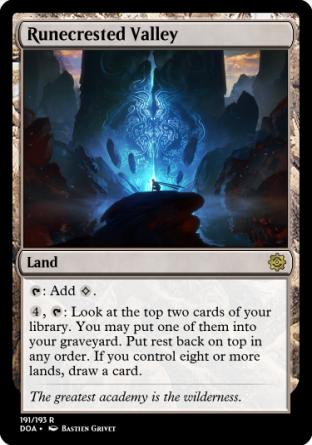 Runecrested Valley
Land
: Add .
4, : Look at the top two cards of your
library. You may put one of them into
your graveyard. Put rest back on top in
any order. If you control eight or more
lands, draw a card.
The greatest academy is the wilderness.
191/193 R
DOA • Bastien Grivet